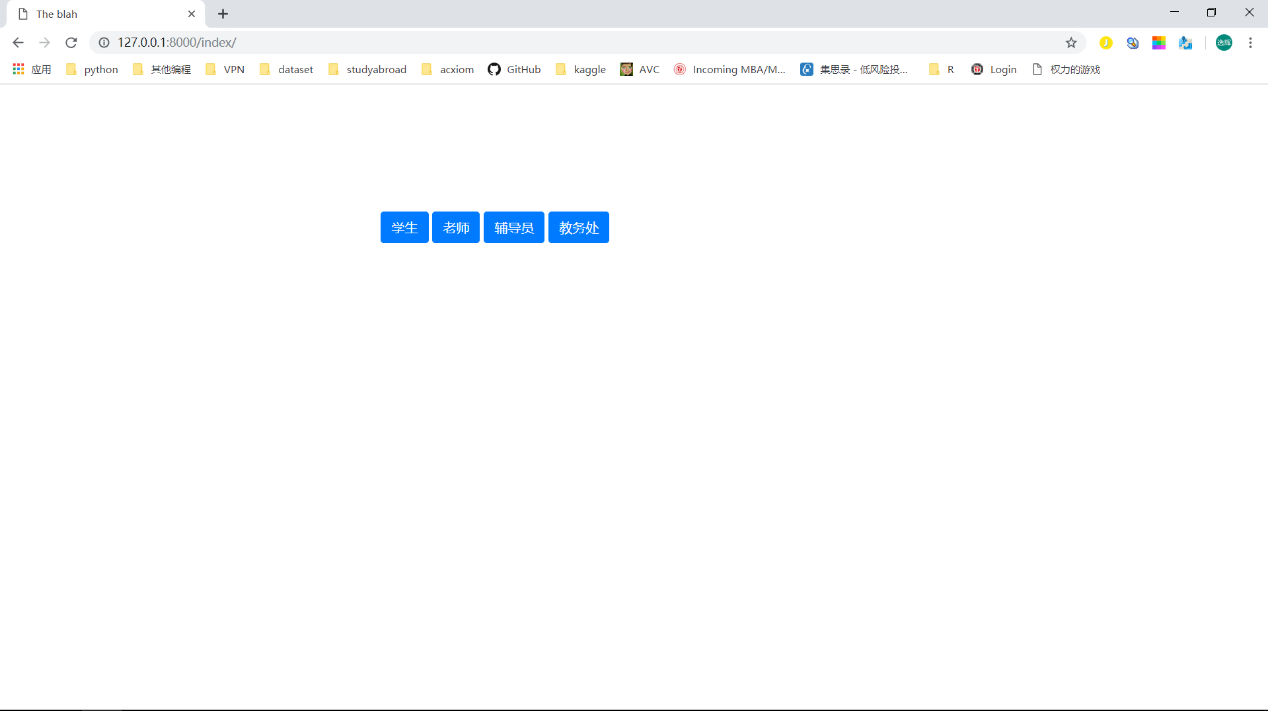 The blah
127.0.0.1:8000/index/
应用 python 其他编程 VPN dataset studyabroad acxiom GitHub kaggle AVC Incoming MBA/M... 集思录 - 低风险投... R Login 权力的游戏
学生 老师 辅导员 教务处